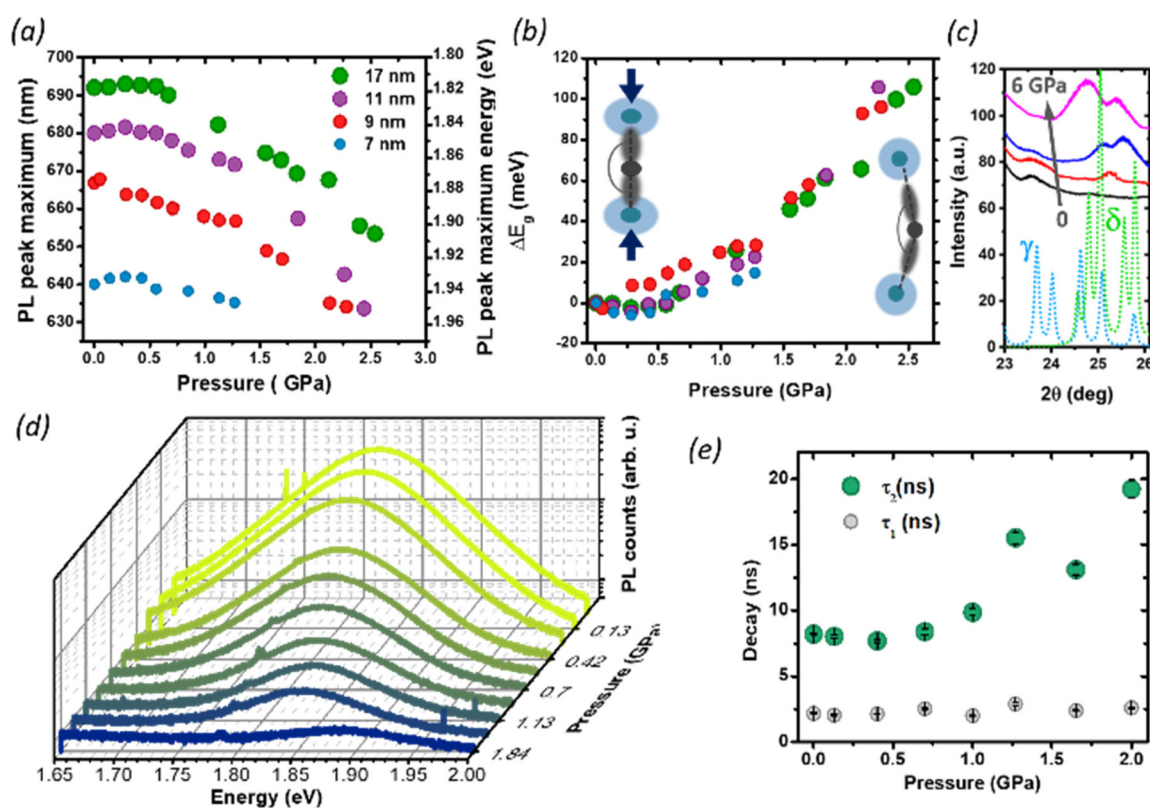 (a)
PL peak maximum (nm)
700
690
680
670
660
650
640
630
17 nm
11 nm
9 nm
7 nm
1.80
1.82
1.84
1.86
1.88
1.90
1.92
1.94
1.96
PL peak maximum energy (eV)
0.0 0.5 1.0 1.5 2.0 2.5 3.0
Pressure ( GPa)
(b)
ΔE_g (meV)
120
100
80
60
40
20
0
-20
0.0 0.5 1.0 1.5 2.0 2.5
Pressure (GPa)
(c)
Intensity (a.u.)
120
100
80
60
40
20
0
6 GPa
0
γ
δ
23 24 25 26
2θ (deg)
(d)
PL counts (arb. u.)
0.13
0.42
0.7
1.13
1.84
Pressure (GPa)
1.65 1.70 1.75 1.80 1.85 1.90 1.95 2.00
Energy (eV)
(e)
Decay (ns)
20
15
10
5
0
τ₂(ns)
τ₁ (ns)
0.0 0.5 1.0 1.5 2.0
Pressure (GPa)